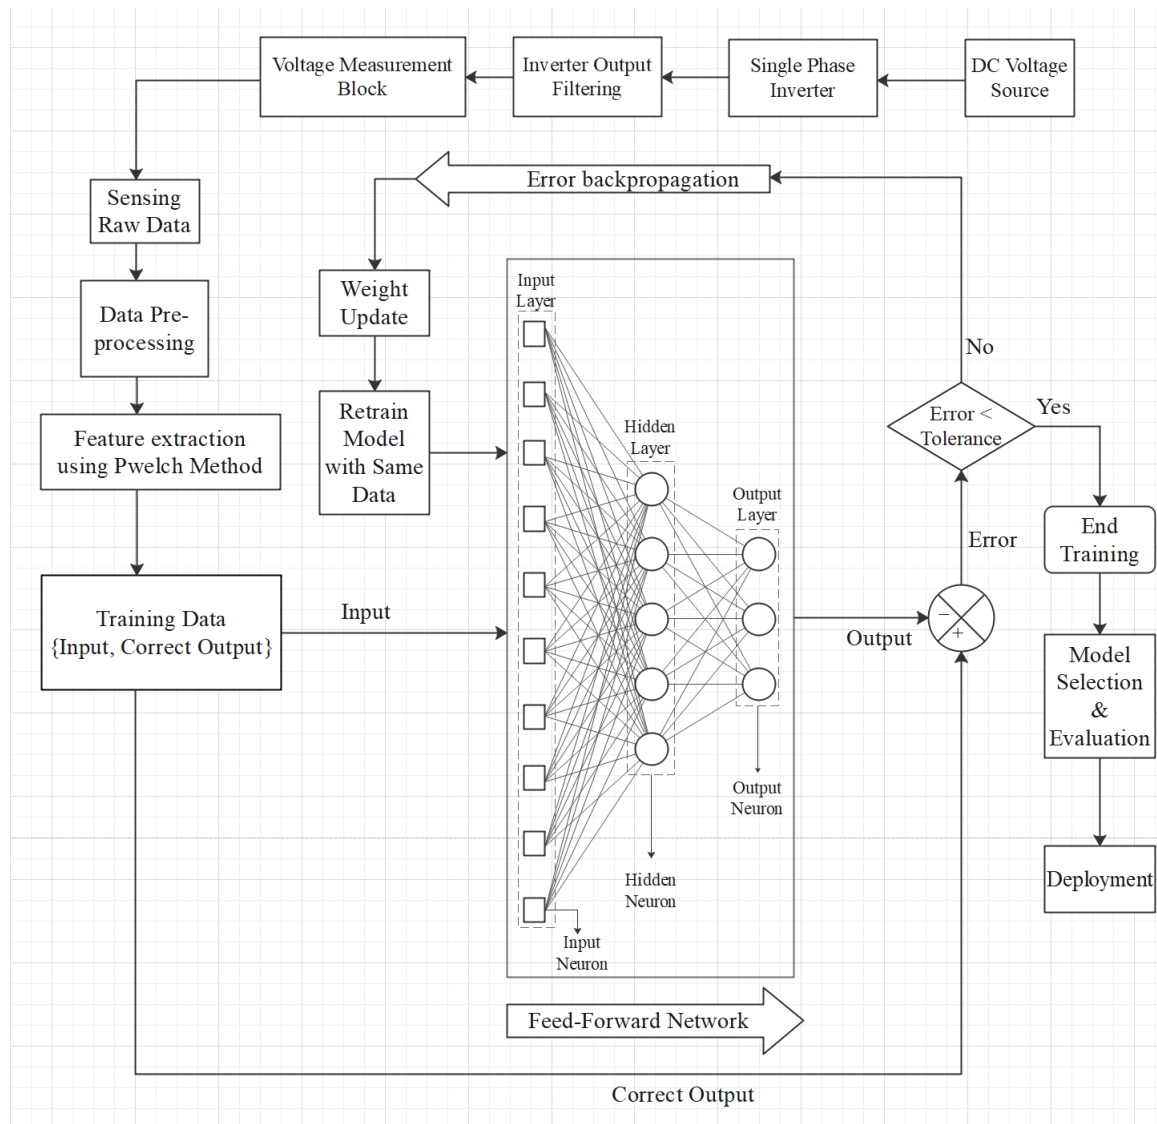 Voltage Measurement
Block
Inverter Output
Filtering
Single Phase
Inverter
DC Voltage
Source
Sensing
Raw Data
Error backpropagation
Data Pre-
processing
Weight
Update
Input
Layer
No
Feature extraction
using Pwelch Method
Retrain
Model
with Same
Data
Hidden
Layer
Error <
Tolerance
Yes
Output
Layer
Error
End
Training
Training Data
{Input, Correct Output}
Input
Output
−
+
Model
Selection
&
Evaluation
Output
Neuron
Hidden
Neuron
Deployment
Input
Neuron
Feed-Forward Network
Correct Output